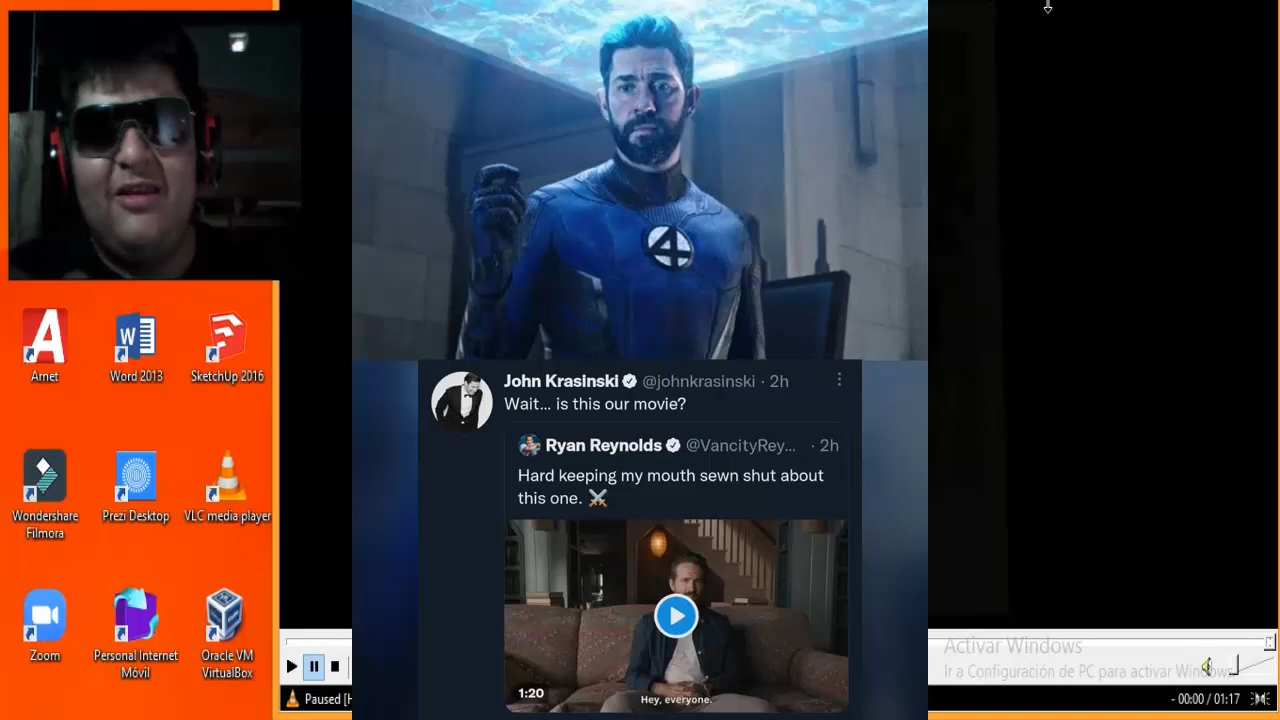 4
John Krasinski @johnkrasinski · 2h
Wait... is this our movie?
Ryan Reynolds @VancityRey... · 2h
Hard keeping my mouth sewn shut about
this one. ⚔️
1:20
Hey, everyone.
Arnet
Word 2013
SketchUp 2016
Wondershare
Filmora
Prezi Desktop
VLC media player
Zoom
Personal Internet
Móvil
Oracle VM
VirtualBox
Activar Windows
Ir a Configuración de PC para activar Windows.
Paused [H
- 00:00 / 01:17